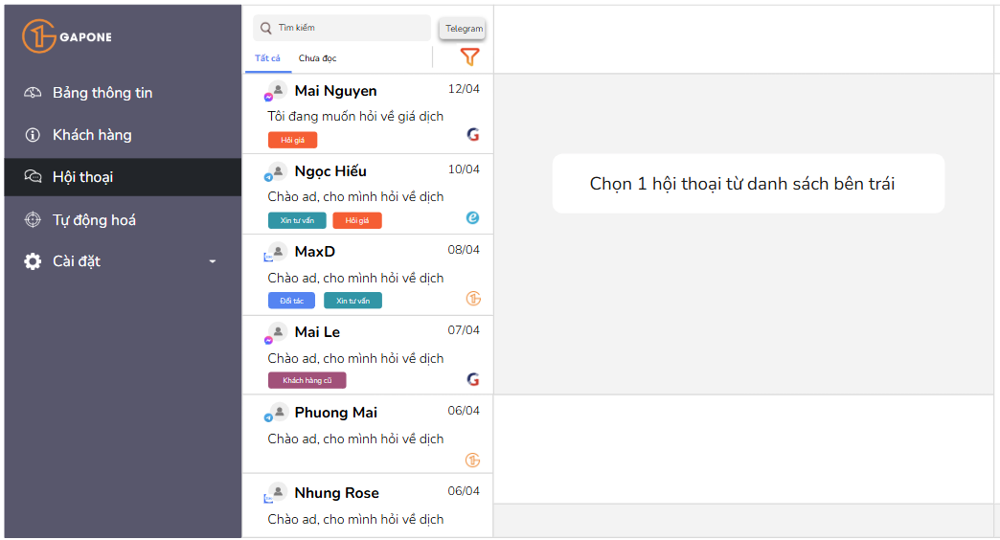 GAPONE
Bảng thông tin
Khách hàng
Hội thoại
Tự động hoá
Cài đặt
Tìm kiếm
Telegram
Tất cả Chưa đọc
Mai Nguyen 12/04
Tôi đang muốn hỏi về giá dịch
Hỏi giá
Ngọc Hiếu 10/04
Chào ad, cho mình hỏi về dịch
Xin tư vấn Hỏi giá
MaxD 08/04
Chào ad, cho mình hỏi về dịch
Đối tác Xin tư vấn
Mai Le 07/04
Chào ad, cho mình hỏi về dịch
Khách hàng cũ
Phuong Mai 06/04
Chào ad, cho mình hỏi về dịch
Nhung Rose 06/04
Chào ad, cho mình hỏi về dịch
Chọn 1 hội thoại từ danh sách bên trái